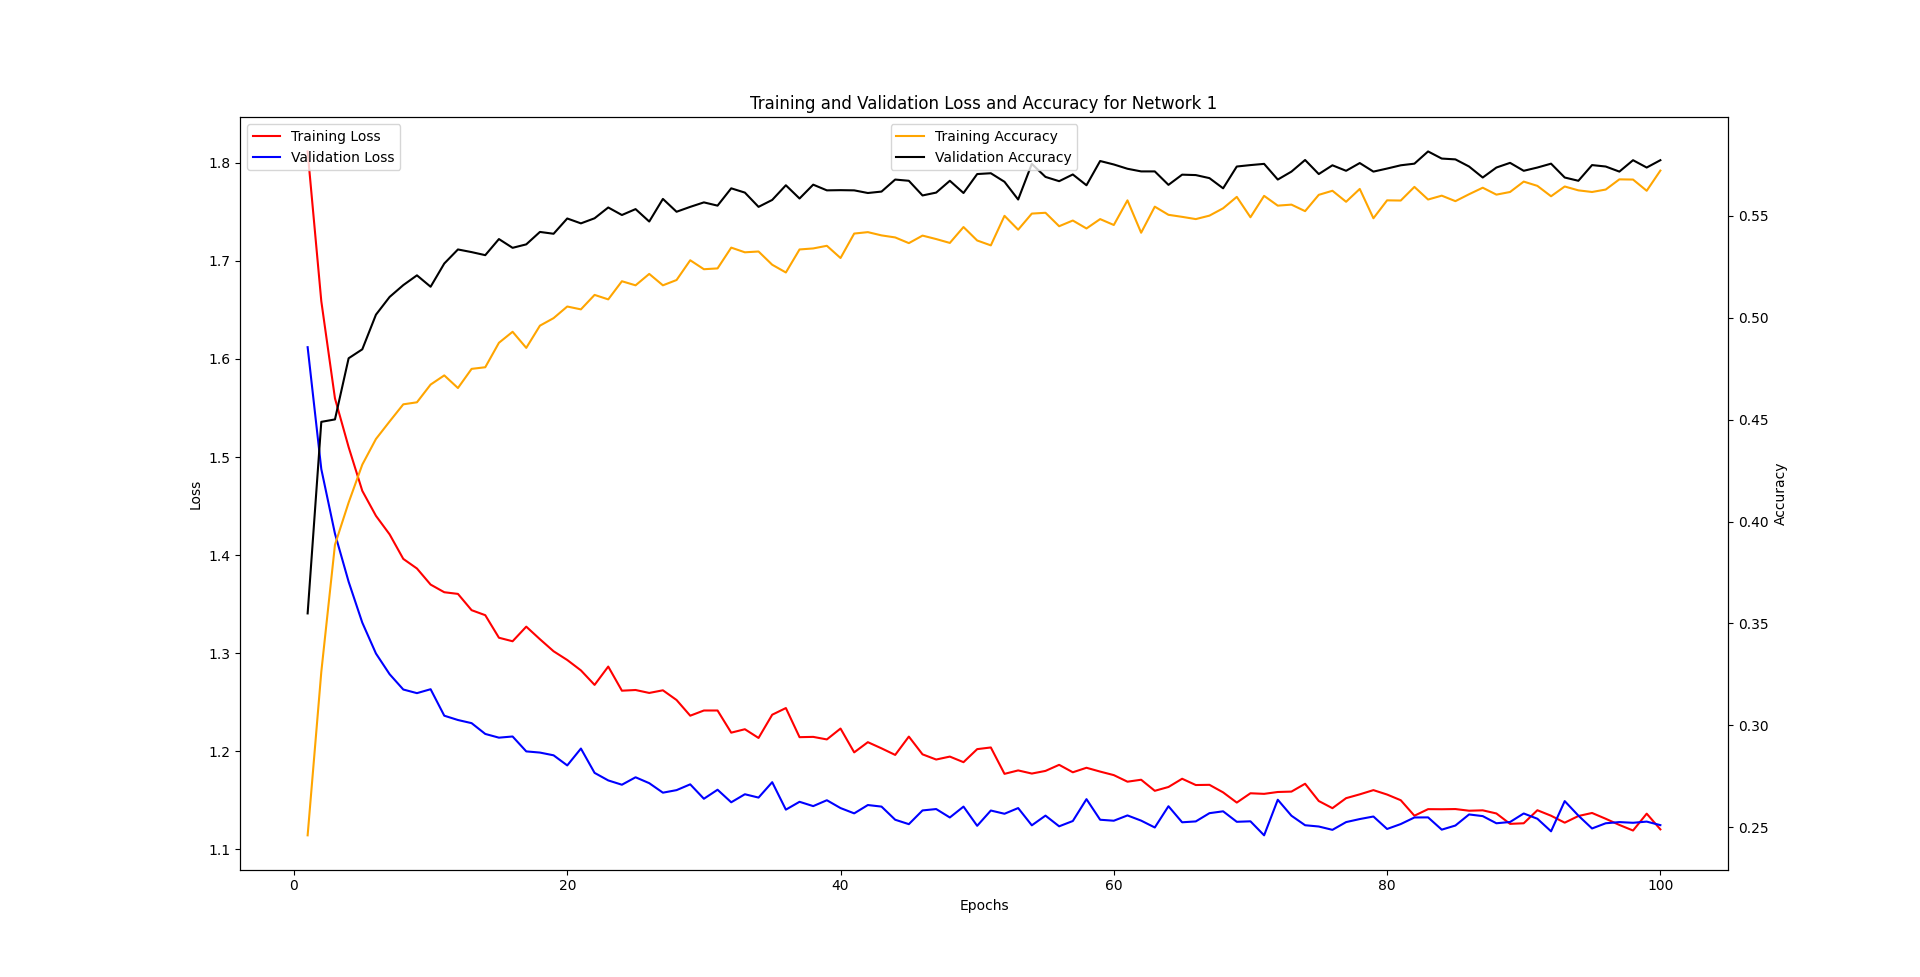 Training and Validation Loss and Accuracy for Network 1
Training Loss
Validation Loss
Training Accuracy
Validation Accuracy
1.8
1.7
1.6
1.5
1.4
1.3
1.2
1.1
Loss
0.55
0.50
0.45
0.40
0.35
0.30
0.25
Accuracy
0 20 40 60 80 100
Epochs